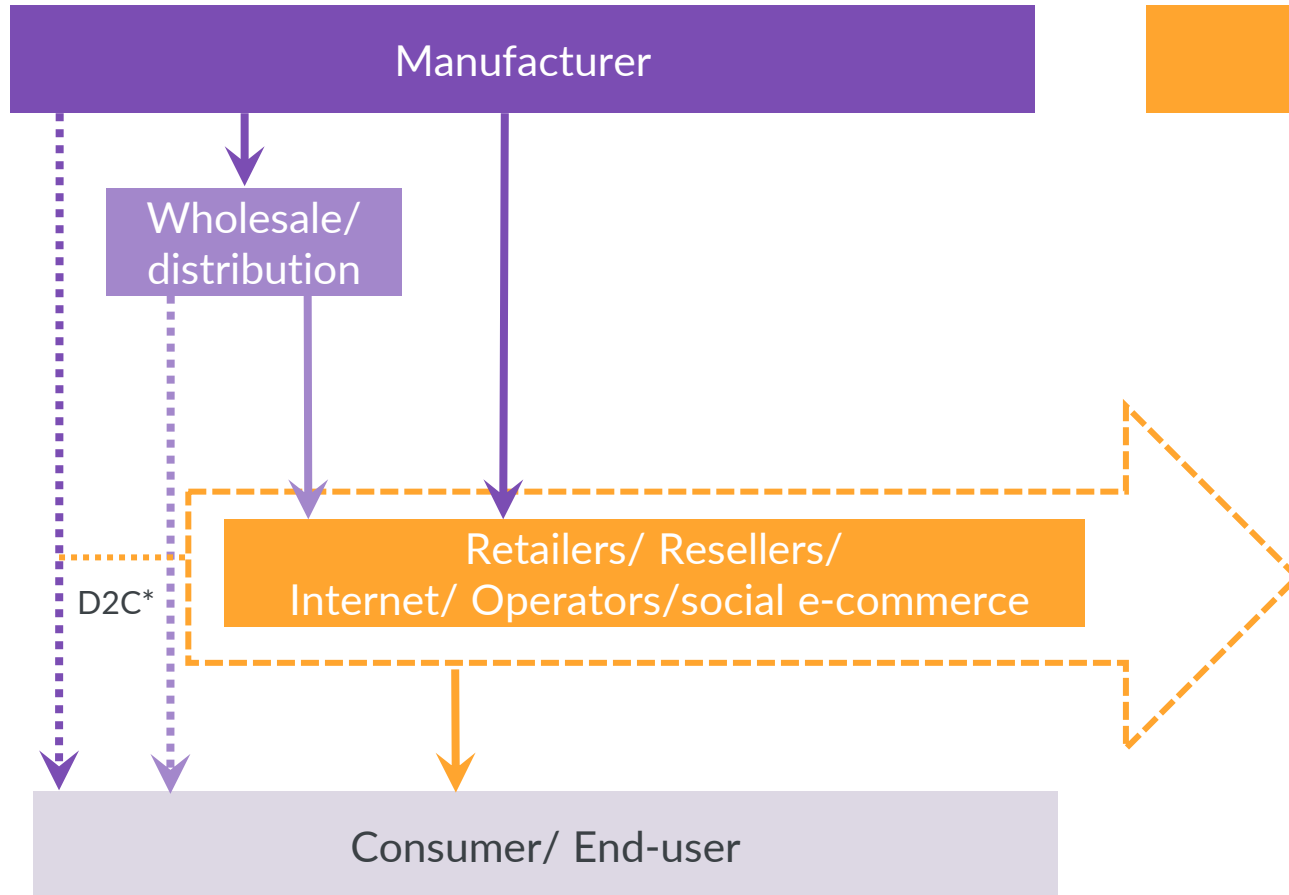 Manufacturer
Wholesale/
distribution
Retailers/ Resellers/
Internet/ Operators/social e-commerce
D2C*
Consumer/ End-user